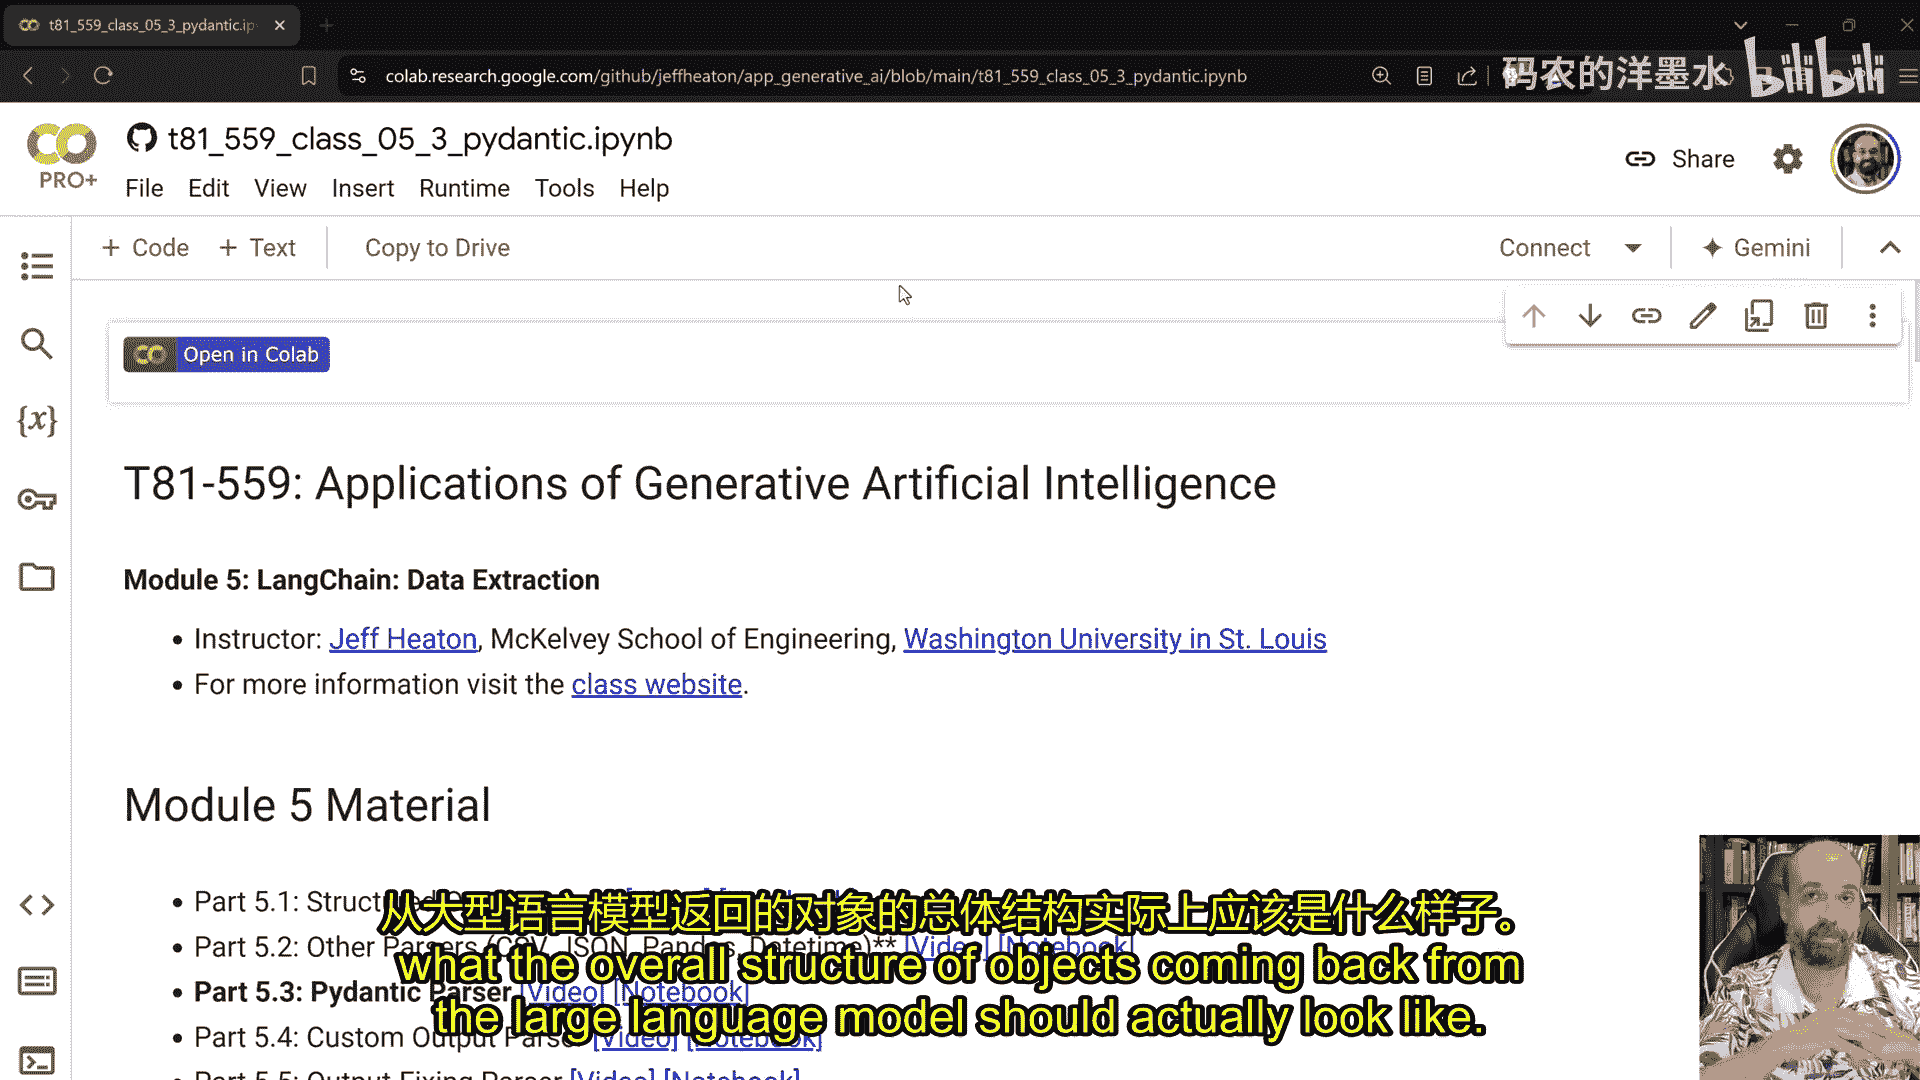 t81_559_class_05_3_pydantic.ip
colab.research.google.com/github/jeffheaton/app_generative_ai/blob/main/t81_559_class_05_3_pydantic.ipynb
码农的洋墨水
bilibili
CO
PRO+
t81_559_class_05_3_pydantic.ipynb
Share
File Edit View Insert Runtime Tools Help
+ Code + Text Copy to Drive
Connect
Gemini
{x}
Open in Colab
T81-559: Applications of Generative Artificial Intelligence
Module 5: LangChain: Data Extraction
• Instructor: Jeff Heaton, McKelvey School of Engineering, Washington University in St. Louis
• For more information visit the class website.
Module 5 Material
• Part 5.1:
• Part 5.2: Other Parsers (CSV, JSON, Pandas, Datetime)** [Video] [Notebook]
• Part 5.3: Pydantic Parser [Video] [Notebook]
• Part 5.4: Custom Output Parser [Video] [Notebook]
• Part 5.5: Output Fixing Parser [Video] [Notebook]
从大型语言模型返回的对象的总体结构实际上应该是什么样子。
what the overall structure of objects coming back from
the large language model should actually look like.